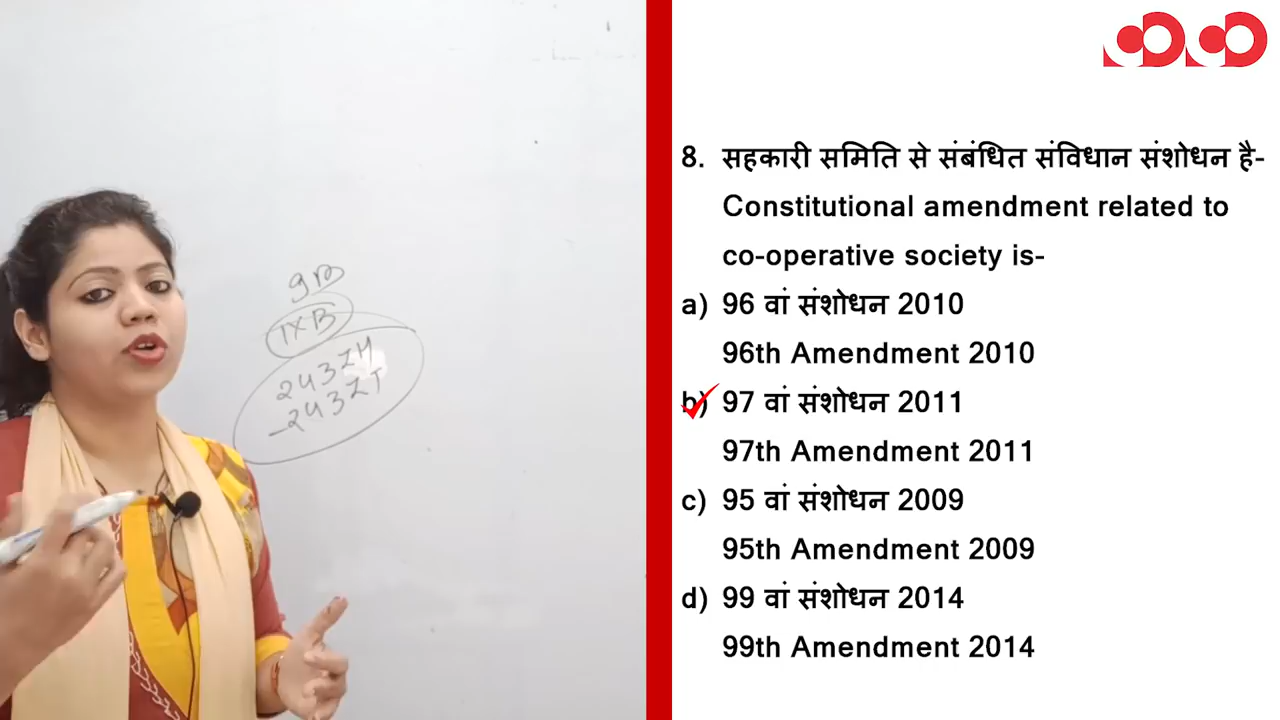 9B
IXB
243ZH
-243ZT
8. सहकारी समिति से संबंधित संविधान संशोधन है-
Constitutional amendment related to
co-operative society is-
a) 96 वां संशोधन 2010
96th Amendment 2010
b) 97 वां संशोधन 2011
97th Amendment 2011
c) 95 वां संशोधन 2009
95th Amendment 2009
d) 99 वां संशोधन 2014
99th Amendment 2014